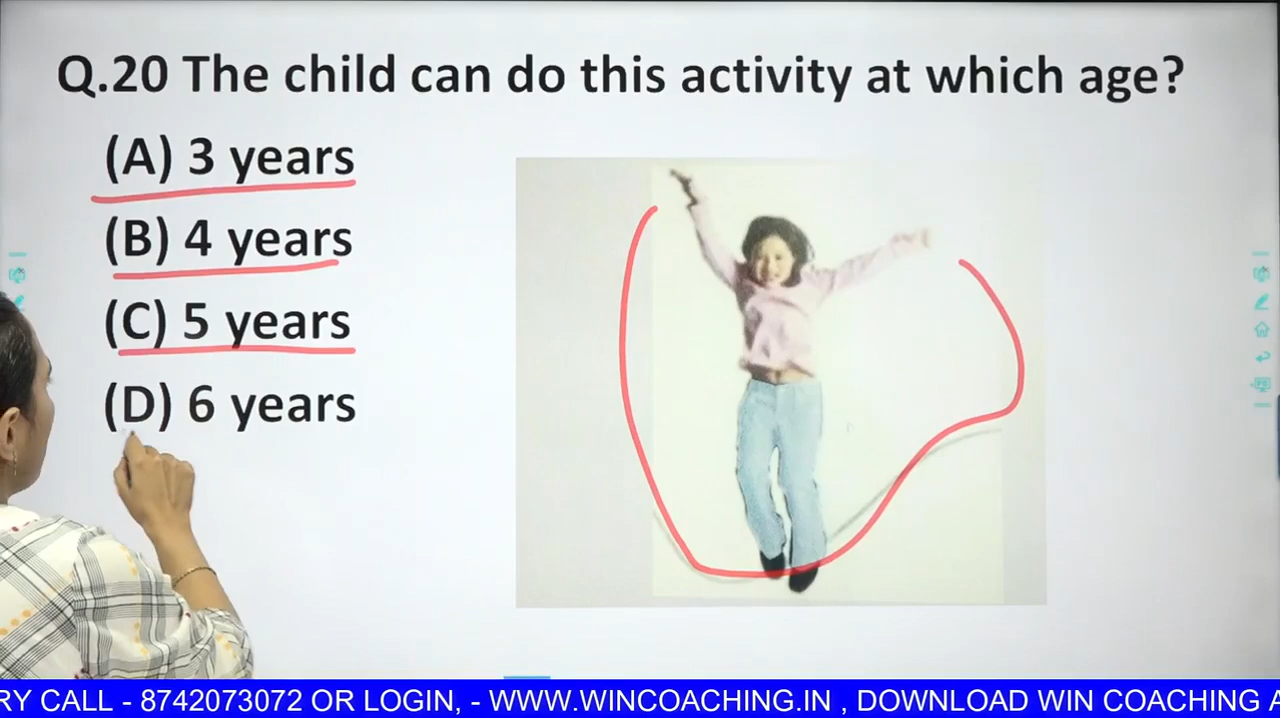 Q.20 The child can do this activity at which age?
(A) 3 years
(B) 4 years
(C) 5 years
(D) 6 years
RY CALL - 8742073072 OR LOGIN, - WWW.WINCOACHING.IN , DOWNLOAD WIN COACHING A